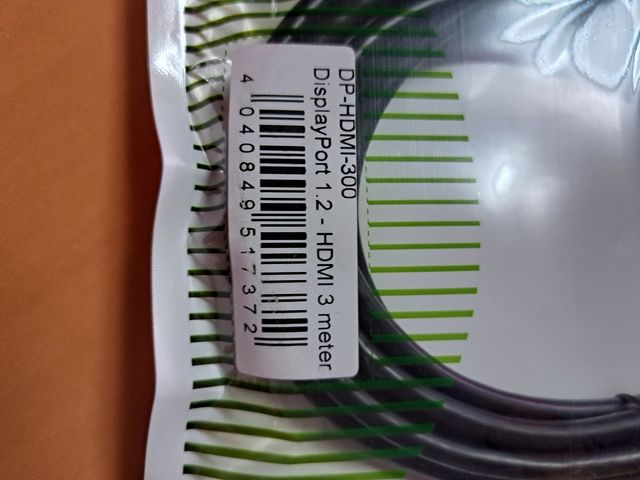 DP-HDMI-300
DisplayPort 1.2 - HDMI 3 meter
4 040849 517372